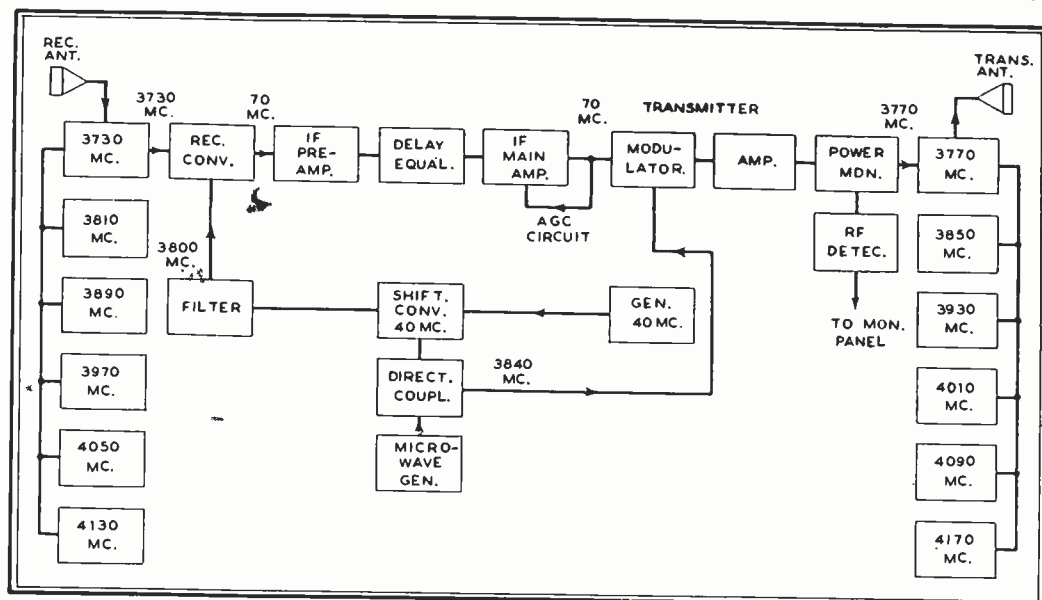 REC.
ANT.
3730
MC.
3730
MC.
REC.
CONV.
70
MC.
IF
PRE-
AMP.
DELAY
EQUAL.
IF
MAIN
AMP.
AGC
CIRCUIT
70
MC.
TRANSMITTER
MODU-
LATOR.
AMP.
POWER
MDN.
3770
MC.
TRANS.
ANT.
3770
MC.
3810
MC.
3890
MC.
3970
MC.
4050
MC.
4130
MC.
3800
MC.
FILTER
SHIFT.
CONV.
40 MC.
GEN.
40 MC.
DIRECT.
COUPL.
3840
MC.
MICRO-
WAVE
GEN.
RF
DETEC.
TO MON.
PANEL
3850
MC.
3930
MC.
4010
MC.
4090
MC.
4170
MC.